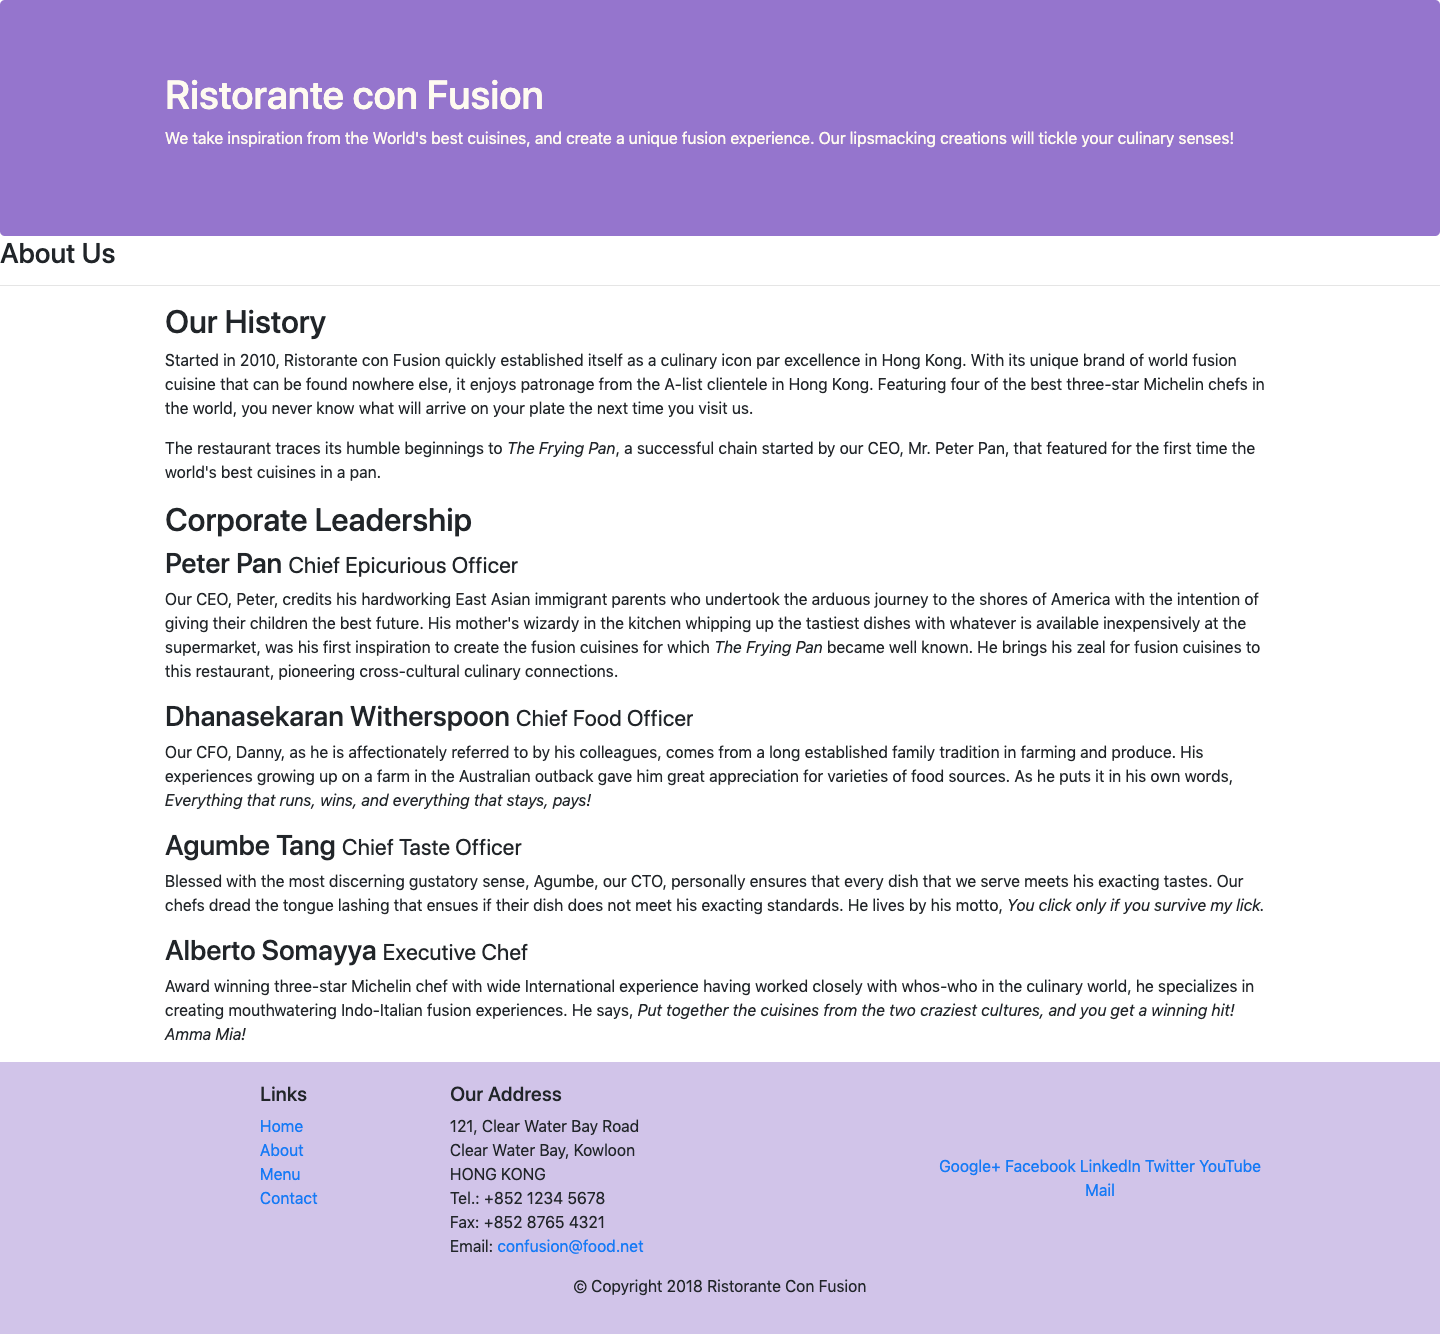 Ristorante con Fusion
We take inspiration from the World's best cuisines, and create a unique fusion experience. Our lipsmacking creations will tickle your culinary senses!
About Us
Our History
Started in 2010, Ristorante con Fusion quickly established itself as a culinary icon par excellence in Hong Kong. With its unique brand of world fusion
cuisine that can be found nowhere else, it enjoys patronage from the A-list clientele in Hong Kong. Featuring four of the best three-star Michelin chefs in
the world, you never know what will arrive on your plate the next time you visit us.
The restaurant traces its humble beginnings to The Frying Pan, a successful chain started by our CEO, Mr. Peter Pan, that featured for the first time the
world's best cuisines in a pan.
Corporate Leadership
Peter Pan Chief Epicurious Officer
Our CEO, Peter, credits his hardworking East Asian immigrant parents who undertook the arduous journey to the shores of America with the intention of
giving their children the best future. His mother's wizardy in the kitchen whipping up the tastiest dishes with whatever is available inexpensively at the
supermarket, was his first inspiration to create the fusion cuisines for which The Frying Pan became well known. He brings his zeal for fusion cuisines to
this restaurant, pioneering cross-cultural culinary connections.
Dhanasekaran Witherspoon Chief Food Officer
Our CFO, Danny, as he is affectionately referred to by his colleagues, comes from a long established family tradition in farming and produce. His
experiences growing up on a farm in the Australian outback gave him great appreciation for varieties of food sources. As he puts it in his own words,
Everything that runs, wins, and everything that stays, pays!
Agumbe Tang Chief Taste Officer
Blessed with the most discerning gustatory sense, Agumbe, our CTO, personally ensures that every dish that we serve meets his exacting tastes. Our
chefs dread the tongue lashing that ensues if their dish does not meet his exacting standards. He lives by his motto, You click only if you survive my lick.
Alberto Somayya Executive Chef
Award winning three-star Michelin chef with wide International experience having worked closely with whos-who in the culinary world, he specializes in
creating mouthwatering Indo-Italian fusion experiences. He says, Put together the cuisines from the two craziest cultures, and you get a winning hit!
Amma Mia!
Links
Home
About
Menu
Contact
Our Address
121, Clear Water Bay Road
Clear Water Bay, Kowloon
HONG KONG
Tel.: +852 1234 5678
Fax: +852 8765 4321
Email: confusion@food.net
Google+ Facebook LinkedIn Twitter YouTube
Mail
© Copyright 2018 Ristorante Con Fusion